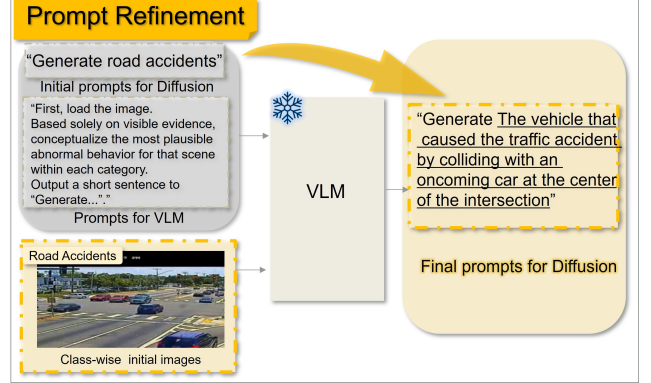 Prompt Refinement
“Generate road accidents”
Initial prompts for Diffusion
“First, load the image.
Based solely on visible evidence,
conceptualize the most plausible
abnormal behavior for that scene
within each category.
Output a short sentence to
“Generate...”.”
Prompts for VLM
Road Accidents
Class-wise initial images
VLM
“Generate The vehicle that
caused the traffic accident
by colliding with an
oncoming car at the center
of the intersection”
Final prompts for Diffusion